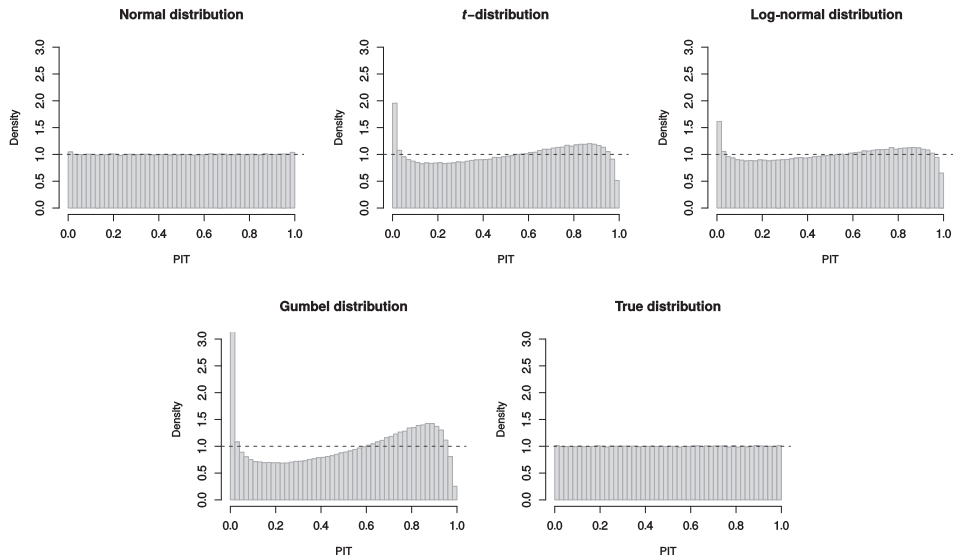 Normal distribution
Density
0.0 0.5 1.0 1.5 2.0 2.5 3.0
0.0 0.2 0.4 0.6 0.8 1.0
PIT
t–distribution
Density
0.0 0.5 1.0 1.5 2.0 2.5 3.0
0.0 0.2 0.4 0.6 0.8 1.0
PIT
Log-normal distribution
Density
0.0 0.5 1.0 1.5 2.0 2.5 3.0
0.0 0.2 0.4 0.6 0.8 1.0
PIT
Gumbel distribution
Density
0.0 0.5 1.0 1.5 2.0 2.5 3.0
0.0 0.2 0.4 0.6 0.8 1.0
PIT
True distribution
Density
0.0 0.5 1.0 1.5 2.0 2.5 3.0
0.0 0.2 0.4 0.6 0.8 1.0
PIT